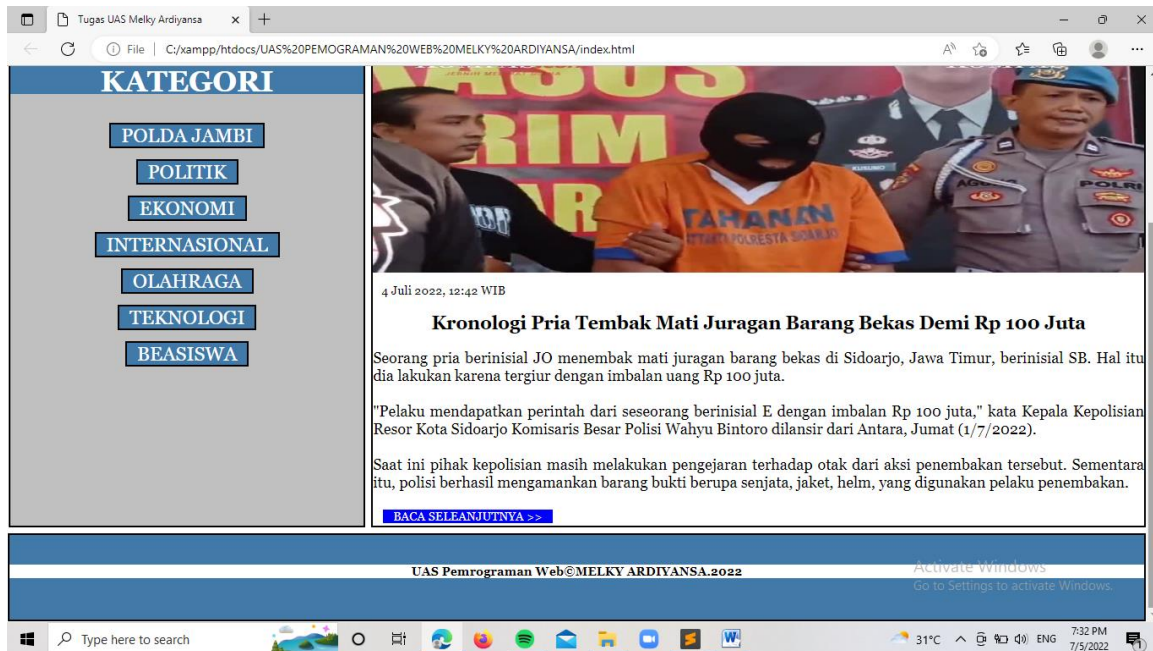 Tugas UAS Melky Ardiyansa
File | C:/xampp/htdocs/UAS%20PEMOGRAMAN%20WEB%20MELKY%20ARDIYANSA/index.html
KATEGORI
POLDA JAMBI
POLITIK
EKONOMI
INTERNASIONAL
OLAHRAGA
TEKNOLOGI
BEASISWA
KASUS
RIM
KUSUMO
POLRI
TAHANAN
POLRESTA SIDOARJO
4 Juli 2022, 12:42 WIB
Kronologi Pria Tembak Mati Juragan Barang Bekas Demi Rp 100 Juta
Seorang pria berinisial JO menembak mati juragan barang bekas di Sidoarjo, Jawa Timur, berinisial SB. Hal itu
dia lakukan karena tergiur dengan imbalan uang Rp 100 juta.
"Pelaku mendapatkan perintah dari seseorang berinisial E dengan imbalan Rp 100 juta," kata Kepala Kepolisian
Resor Kota Sidoarjo Komisaris Besar Polisi Wahyu Bintoro dilansir dari Antara, Jumat (1/7/2022).
Saat ini pihak kepolisian masih melakukan pengejaran terhadap otak dari aksi penembakan tersebut. Sementara
itu, polisi berhasil mengamankan barang bukti berupa senjata, jaket, helm, yang digunakan pelaku penembakan.
BACA SELEANJUTNYA >>
UAS Pemrograman Web©MELKY ARDIYANSA.2022
Activate Windows
Go to Settings to activate Windows.
Type here to search
31°C
ENG
7:32 PM
7/5/2022